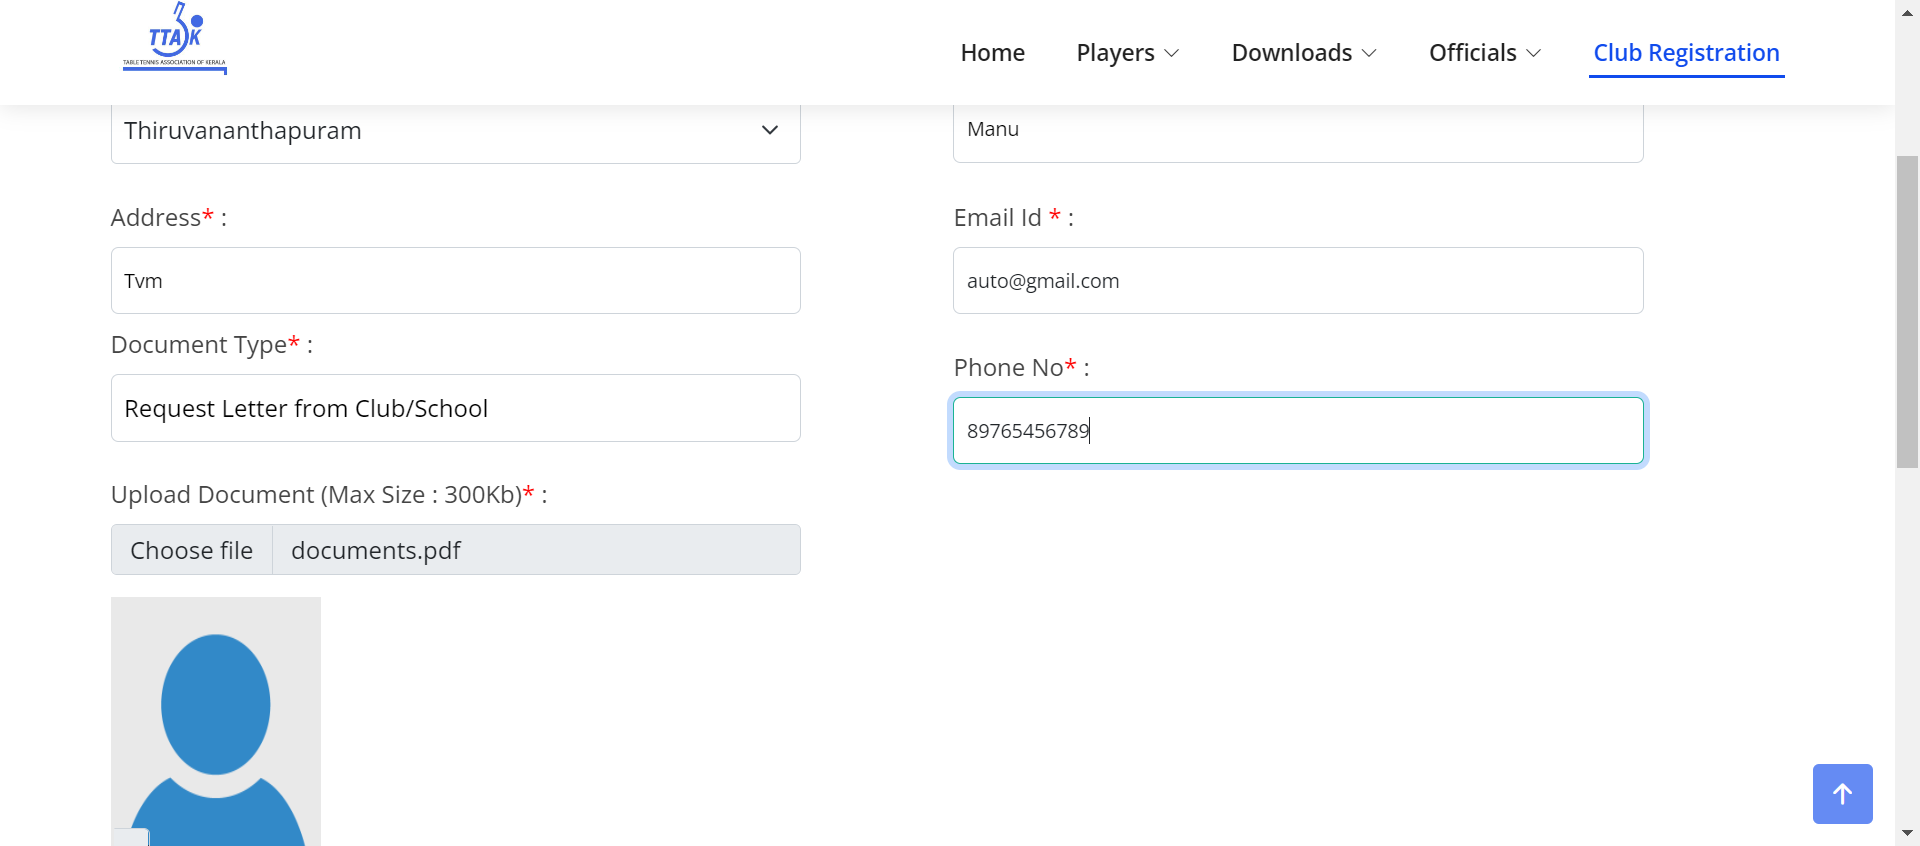 TTASK
TABLE TENNIS ASSOCIATION OF KERALA
Home
Players
Downloads
Officials
Club Registration
Thiruvananthapuram
Manu
Address* :
Email Id * :
Tvm
auto@gmail.com
Document Type* :
Phone No* :
Request Letter from Club/School
89765456789
Upload Document (Max Size : 300Kb)* :
Choose file
documents.pdf